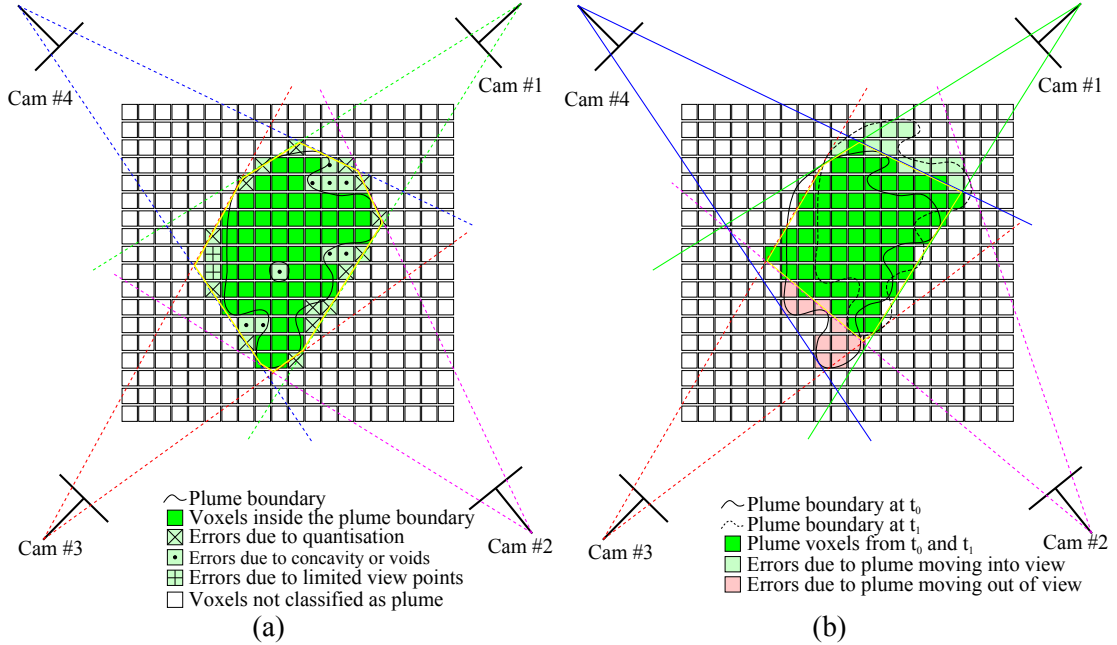 Cam #4
Cam #1
Cam #3
Cam #2
Plume boundary
Voxels inside the plume boundary
Errors due to quantisation
Errors due to concavity or voids
Errors due to limited view points
Voxels not classified as plume
(a)
Cam #4
Cam #1
Cam #3
Cam #2
Plume boundary at t₀
Plume boundary at t₁
Plume voxels from t₀ and t₁
Errors due to plume moving into view
Errors due to plume moving out of view
(b)